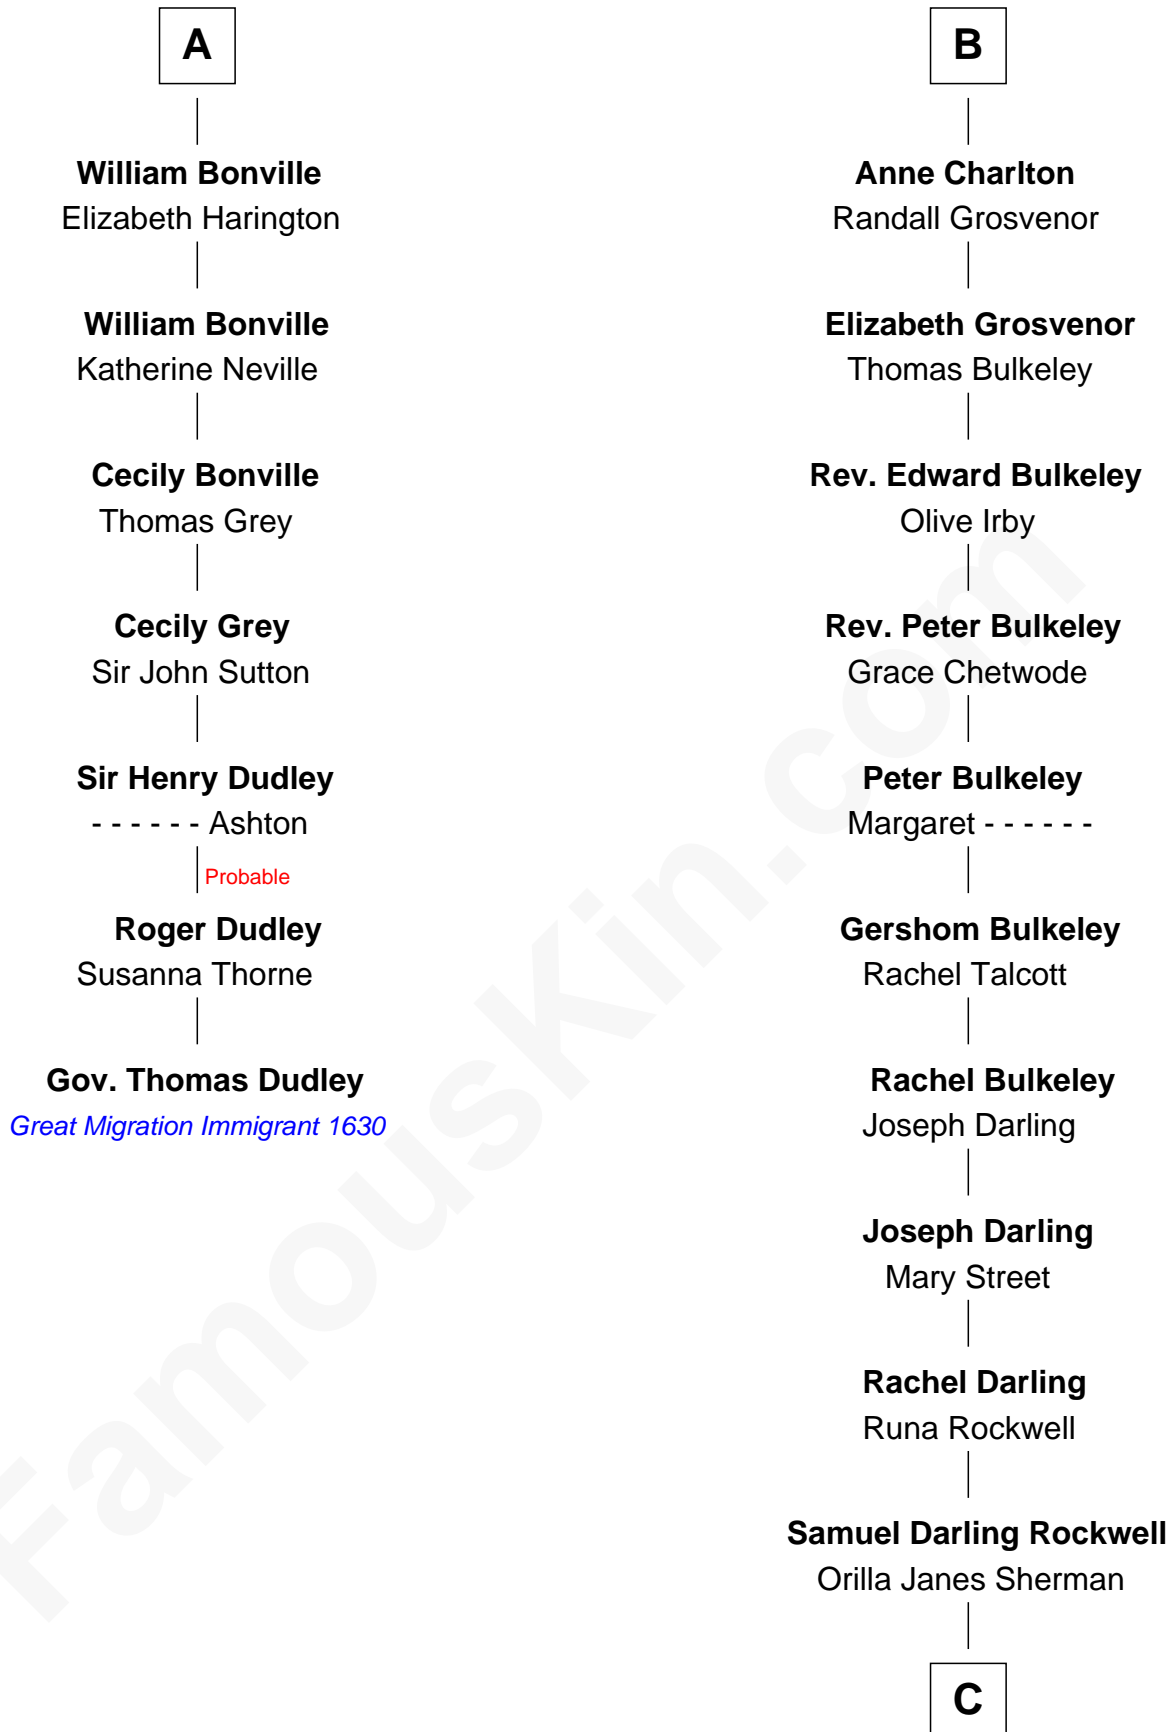 A
William Bonville
Elizabeth Harington
William Bonville
Katherine Neville
Cecily Bonville
Thomas Grey
Cecily Grey
Sir John Sutton
Sir Henry Dudley
- - - - - - Ashton
Probable
Roger Dudley
Susanna Thorne
Gov. Thomas Dudley
Great Migration Immigrant 1630
B
Anne Charlton
Randall Grosvenor
Elizabeth Grosvenor
Thomas Bulkeley
Rev. Edward Bulkeley
Olive Irby
Rev. Peter Bulkeley
Grace Chetwode
Peter Bulkeley
Margaret - - - - - -
Gershom Bulkeley
Rachel Talcott
Rachel Bulkeley
Joseph Darling
Joseph Darling
Mary Street
Rachel Darling
Runa Rockwell
Samuel Darling Rockwell
Orilla Janes Sherman
C
FamousKin.com